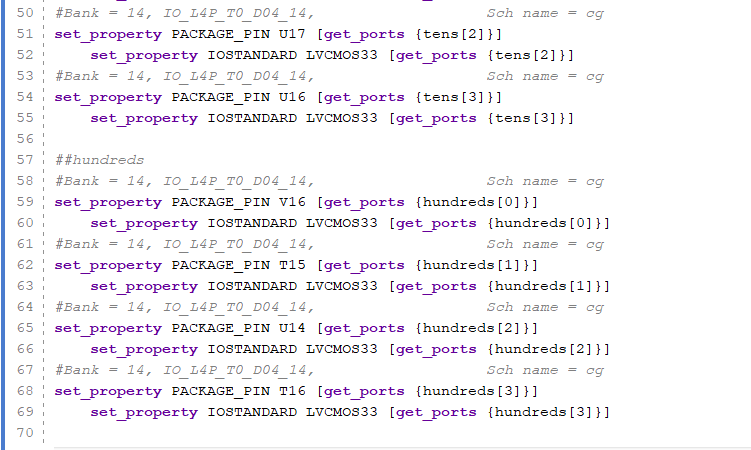 50 #Bank = 14, IO_L4P_T0_D04_14, Sch name = cg
51 set_property PACKAGE_PIN U17 [get_ports {tens[2]}]
52 set_property IOSTANDARD LVCMOS33 [get_ports {tens[2]}]
53 #Bank = 14, IO_L4P_T0_D04_14, Sch name = cg
54 set_property PACKAGE_PIN U16 [get_ports {tens[3]}]
55 set_property IOSTANDARD LVCMOS33 [get_ports {tens[3]}]
56
57 ##hundreds
58 #Bank = 14, IO_L4P_T0_D04_14, Sch name = cg
59 set_property PACKAGE_PIN V16 [get_ports {hundreds[0]}]
60 set_property IOSTANDARD LVCMOS33 [get_ports {hundreds[0]}]
61 #Bank = 14, IO_L4P_T0_D04_14, Sch name = cg
62 set_property PACKAGE_PIN T15 [get_ports {hundreds[1]}]
63 set_property IOSTANDARD LVCMOS33 [get_ports {hundreds[1]}]
64 #Bank = 14, IO_L4P_T0_D04_14, Sch name = cg
65 set_property PACKAGE_PIN U14 [get_ports {hundreds[2]}]
66 set_property IOSTANDARD LVCMOS33 [get_ports {hundreds[2]}]
67 #Bank = 14, IO_L4P_T0_D04_14, Sch name = cg
68 set_property PACKAGE_PIN T16 [get_ports {hundreds[3]}]
69 set_property IOSTANDARD LVCMOS33 [get_ports {hundreds[3]}]
70